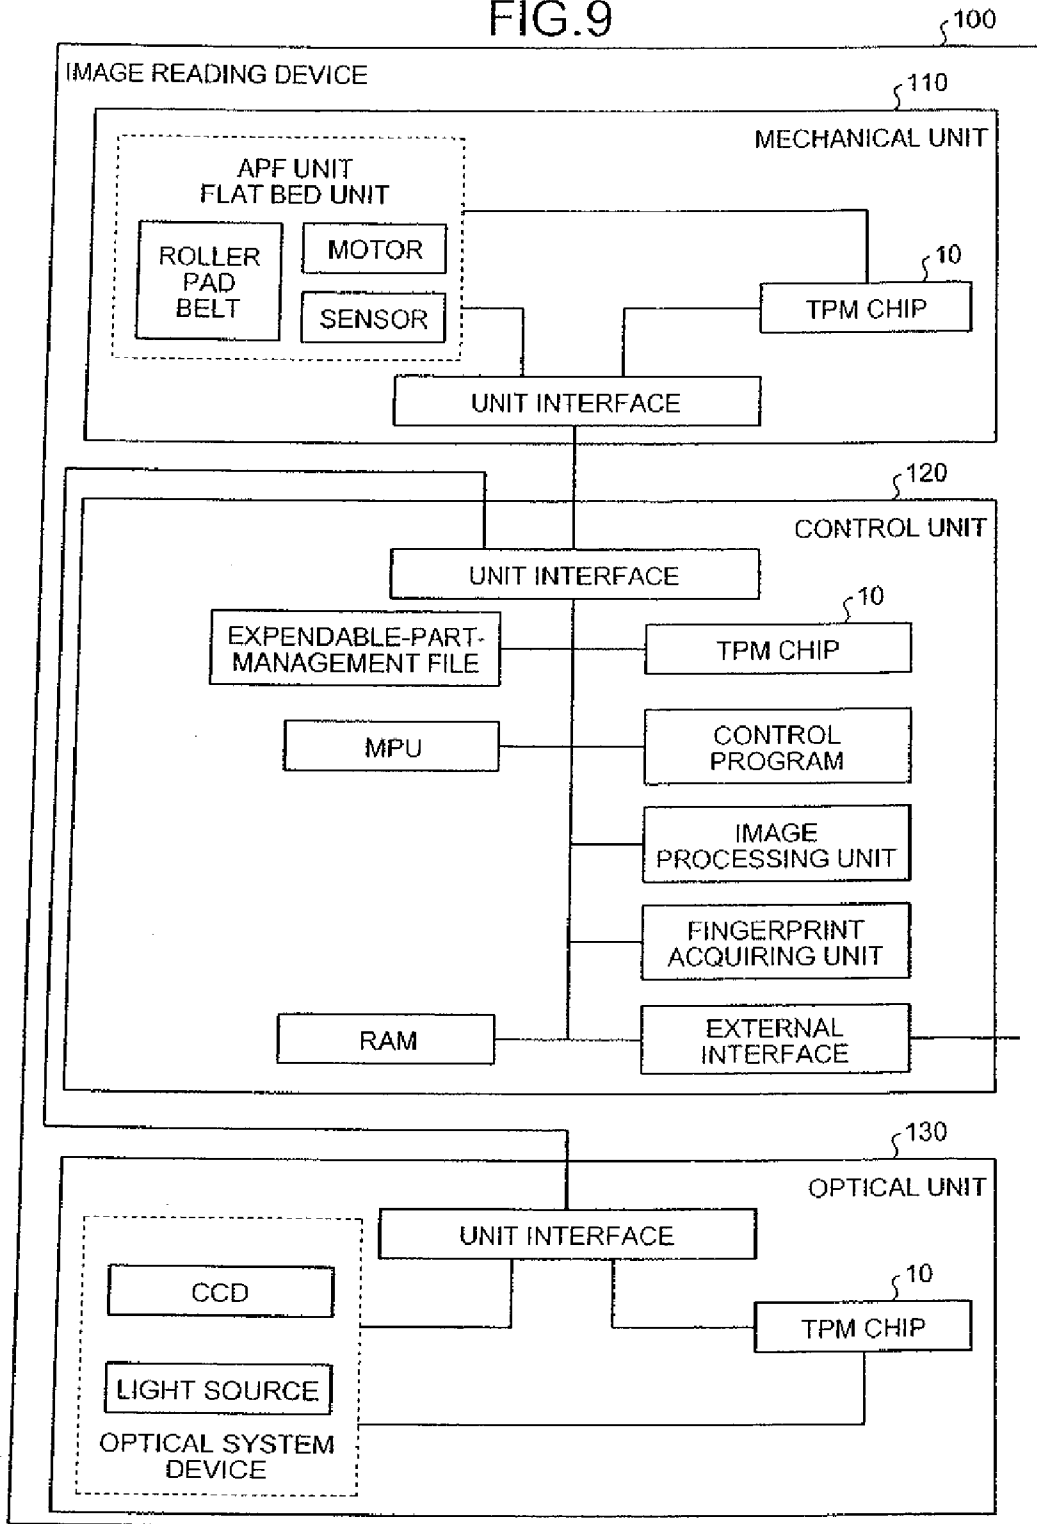 FIG.9
100
IMAGE READING DEVICE
110
MECHANICAL UNIT
APF UNIT
FLAT BED UNIT
ROLLER
PAD
BELT
MOTOR
SENSOR
10
TPM CHIP
UNIT INTERFACE
120
CONTROL UNIT
UNIT INTERFACE
EXPENDABLE-PART-
MANAGEMENT FILE
10
TPM CHIP
MPU
CONTROL
PROGRAM
IMAGE
PROCESSING UNIT
FINGERPRINT
ACQUIRING UNIT
RAM
EXTERNAL
INTERFACE
130
OPTICAL UNIT
UNIT INTERFACE
CCD
10
TPM CHIP
LIGHT SOURCE
OPTICAL SYSTEM
DEVICE